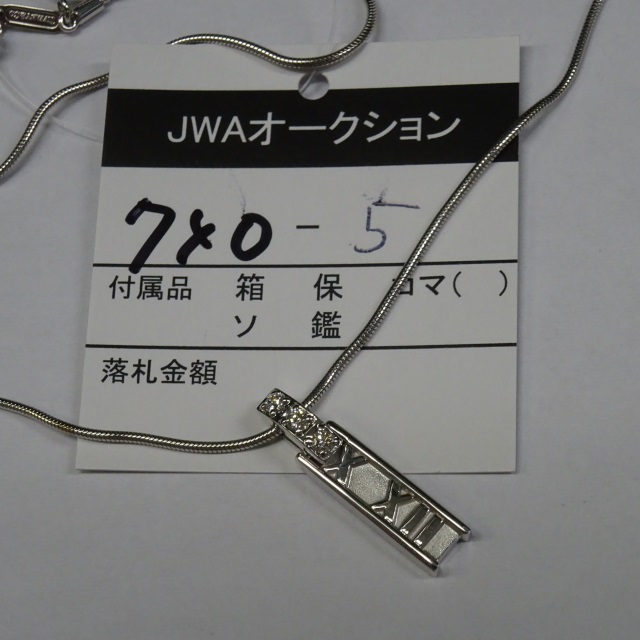 JWAオークション
740-5
付属品 箱 保 コマ( )
ソ 鑑
落札金額
X XII